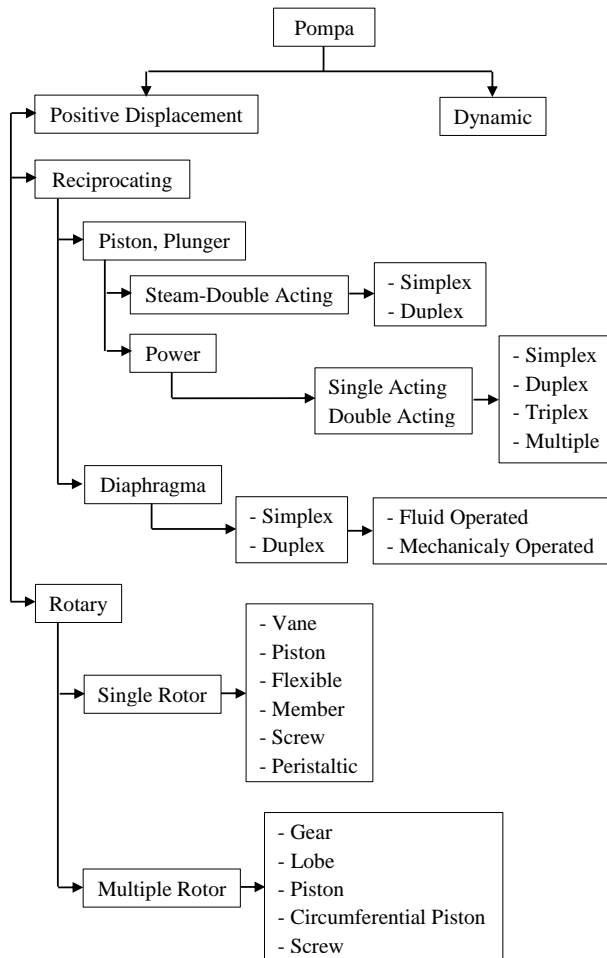 Pompa
Positive Displacement
Dynamic
Reciprocating
Piston, Plunger
Steam-Double Acting
- Simplex
- Duplex
Power
Single Acting
Double Acting
- Simplex
- Duplex
- Triplex
- Multiple
Diaphragma
- Simplex
- Duplex
- Fluid Operated
- Mechanicaly Operated
Rotary
Single Rotor
- Vane
- Piston
- Flexible
- Member
- Screw
- Peristaltic
Multiple Rotor
- Gear
- Lobe
- Piston
- Circumferential Piston
- Screw